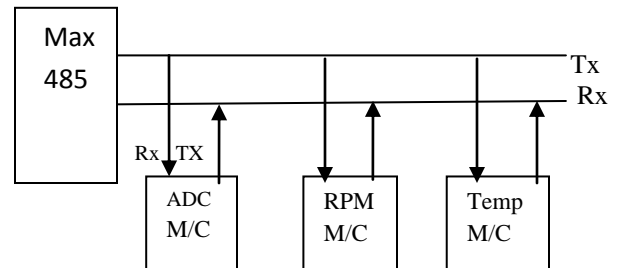 Max
485
Tx
Rx
Rx TX
ADC
M/C
RPM
M/C
Temp
M/C